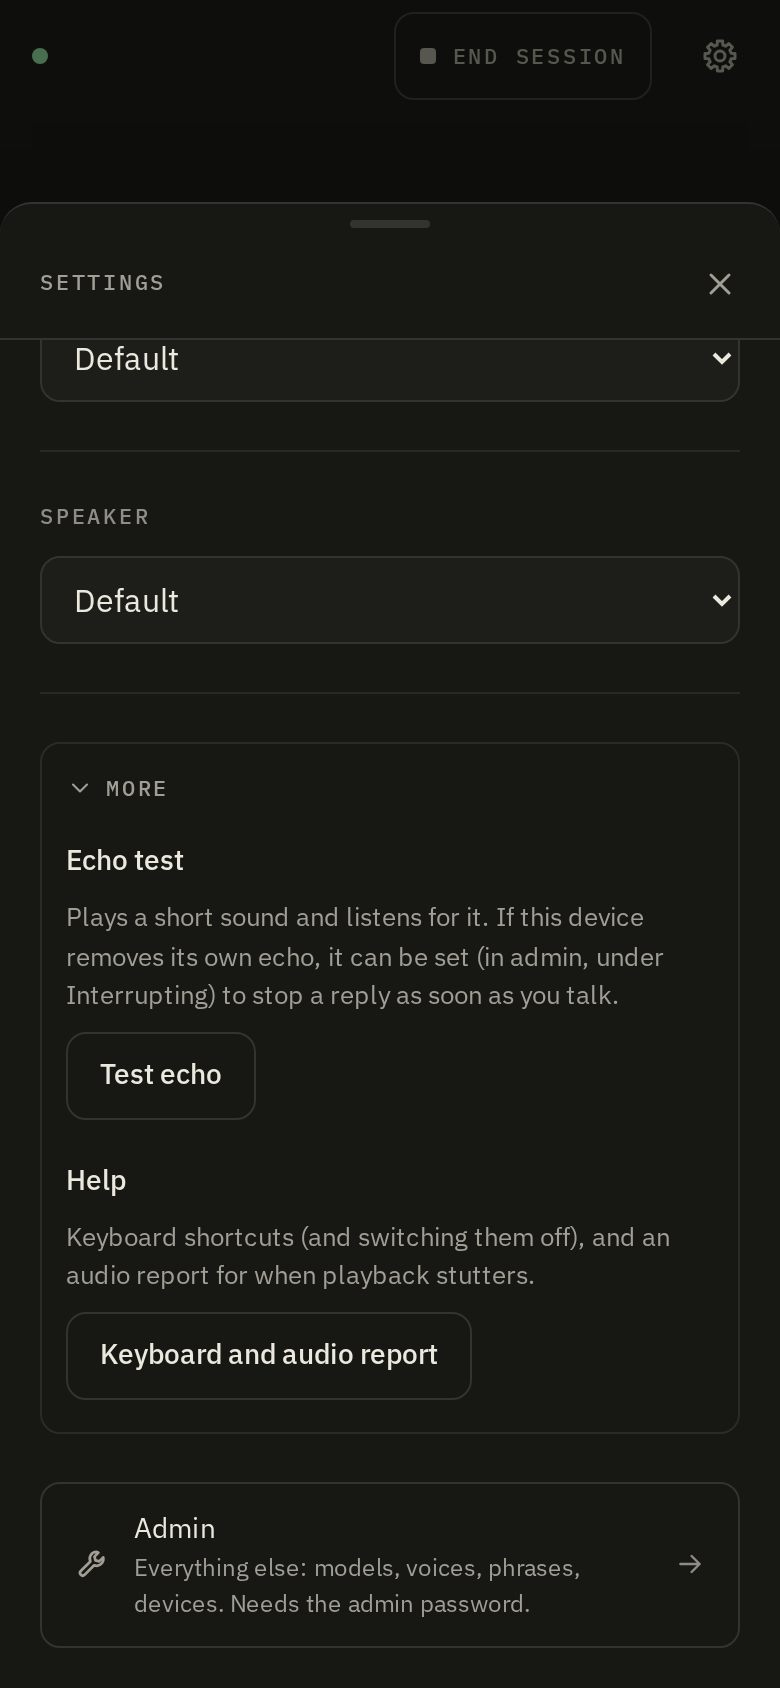 END SESSION
SETTINGS
Default
SPEAKER
Default
MORE
Echo test
Plays a short sound and listens for it. If this device
removes its own echo, it can be set (in admin, under
Interrupting) to stop a reply as soon as you talk.
Test echo
Help
Keyboard shortcuts (and switching them off), and an
audio report for when playback stutters.
Keyboard and audio report
Admin
Everything else: models, voices, phrases,
devices. Needs the admin password.